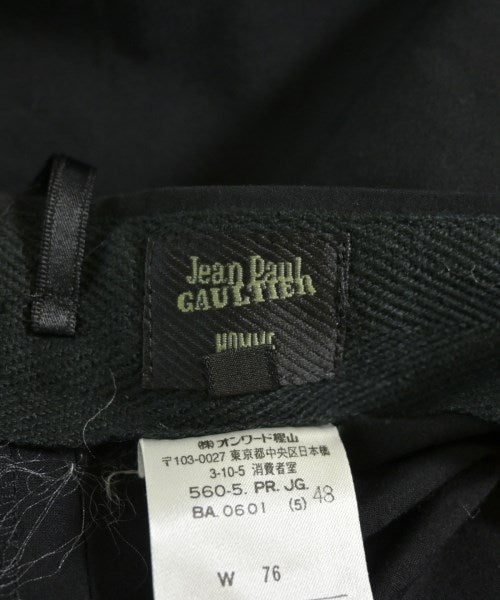 Jean Paul
GAULTIER
HOMME
㈱オンワード樫山
〒103-0027 東京都中央区日本橋
3-10-5 消費者室
560-5. PR. JG.
BA.0601 (5) 48
W 76